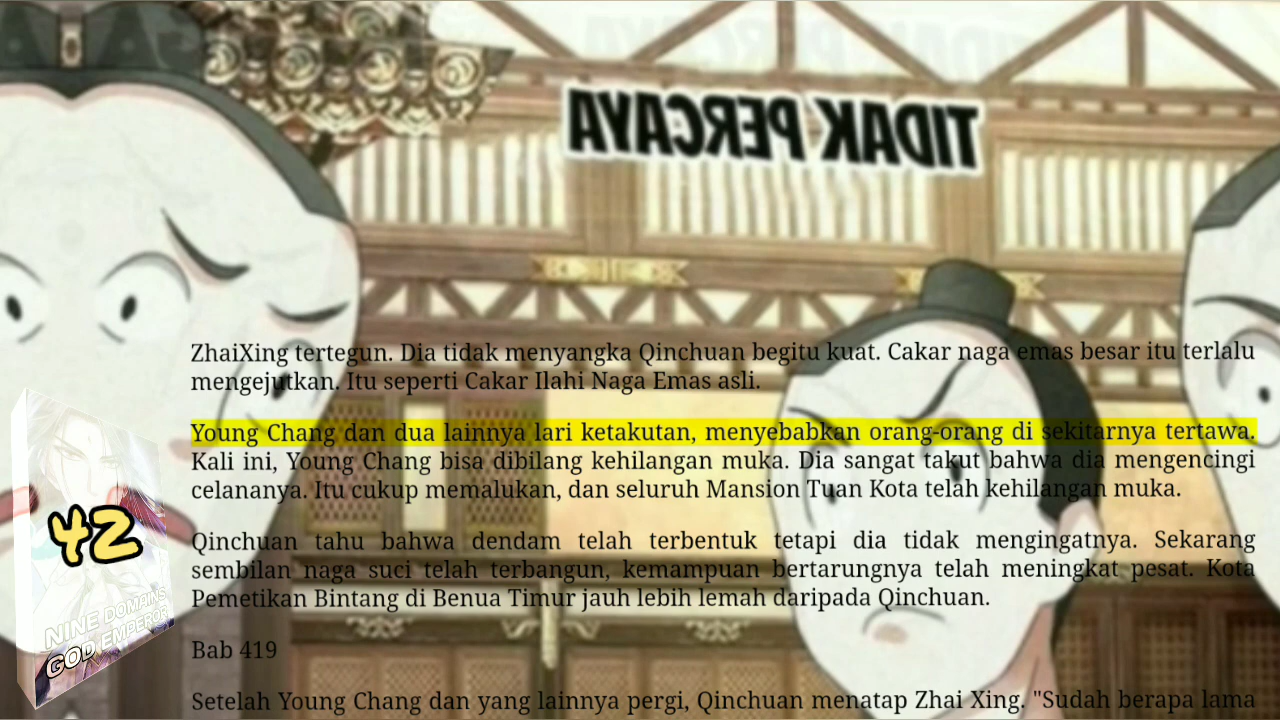 TIDAK PERCAYA
ZhaiXing tertegun. Dia tidak menyangka Qinchuan begitu kuat. Cakar naga emas besar itu terlalu
mengejutkan. Itu seperti Cakar Ilahi Naga Emas asli.
Young Chang dan dua lainnya lari ketakutan, menyebabkan orang-orang di sekitarnya tertawa.
Kali ini, Young Chang bisa dibilang kehilangan muka. Dia sangat takut bahwa dia mengencingi
celananya. Itu cukup memalukan, dan seluruh Mansion Tuan Kota telah kehilangan muka.
Qinchuan tahu bahwa dendam telah terbentuk tetapi dia tidak mengingatnya. Sekarang
sembilan naga suci telah terbangun, kemampuan bertarungnya telah meningkat pesat. Kota
Pemetikan Bintang di Benua Timur jauh lebih lemah daripada Qinchuan.
Bab 419
Setelah Young Chang dan yang lainnya pergi, Qinchuan menatap Zhai Xing. "Sudah berapa lama
42
NINE DOMAINS
GOD EMPEROR